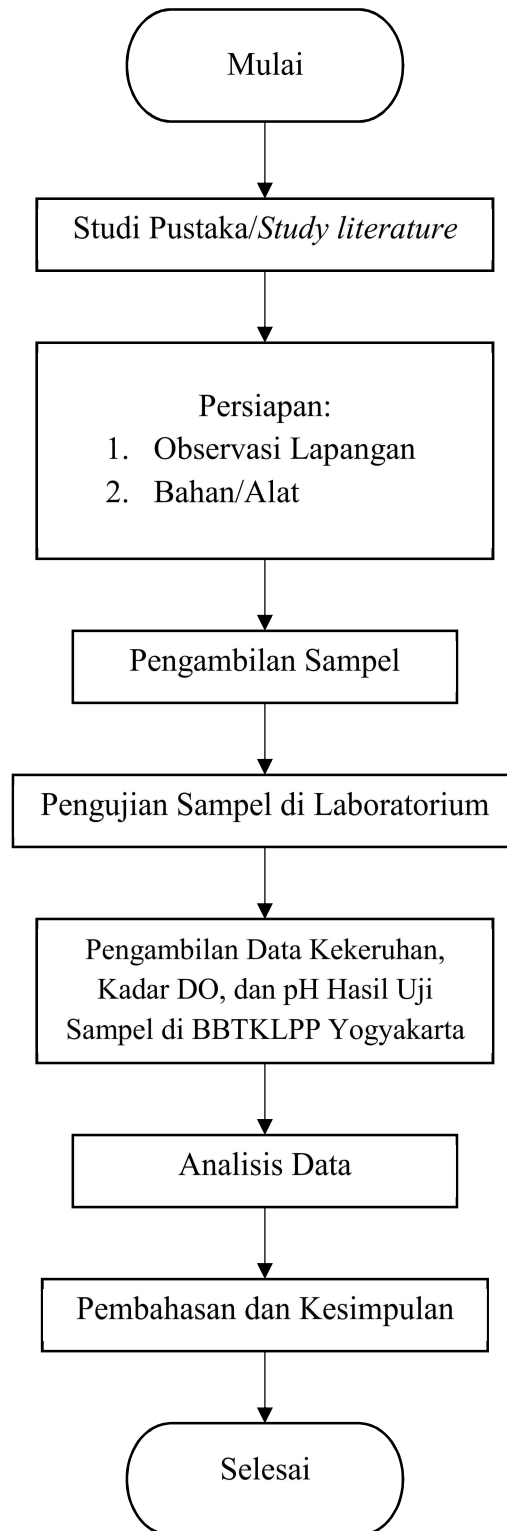 Mulai
Studi Pustaka/Study literature
Persiapan:
1. Observasi Lapangan
2. Bahan/Alat
Pengambilan Sampel
Pengujian Sampel di Laboratorium
Pengambilan Data Kekeruhan,
Kadar DO, dan pH Hasil Uji
Sampel di BBTKLPP Yogyakarta
Analisis Data
Pembahasan dan Kesimpulan
Selesai